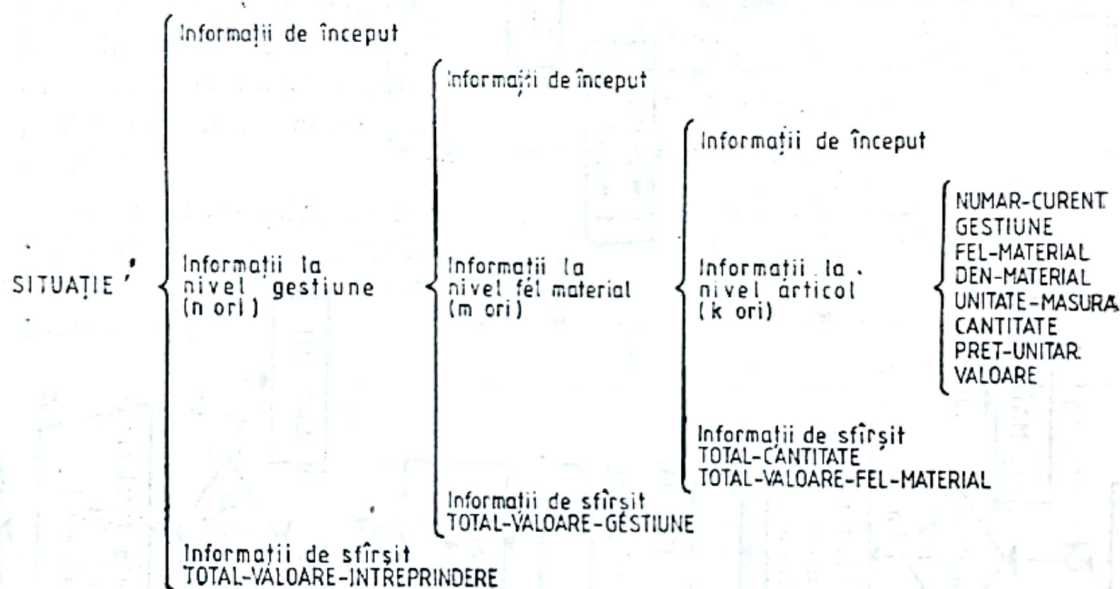 Informații de început
Informații de început
Informații de început
NUMAR-CURENT
GESTIUNE
FEL-MATERIAL
DEN-MATERIAL
UNITATE-MASURA
CANTITATE
PRET-UNITAR
VALOARE
SITUAȚIE
Informații la
nivel gestiune
(n ori)
Informații la
nivel fel material
(m ori)
Informații la
nivel articol
(k ori)
Informații de sfîrșit
TOTAL-CANTITATE
TOTAL-VALOARE-FEL-MATERIAL
Informații de sfîrșit
TOTAL-VALOARE-GESTIUNE
Informații de sfîrșit
TOTAL-VALOARE-INTREPRINDERE